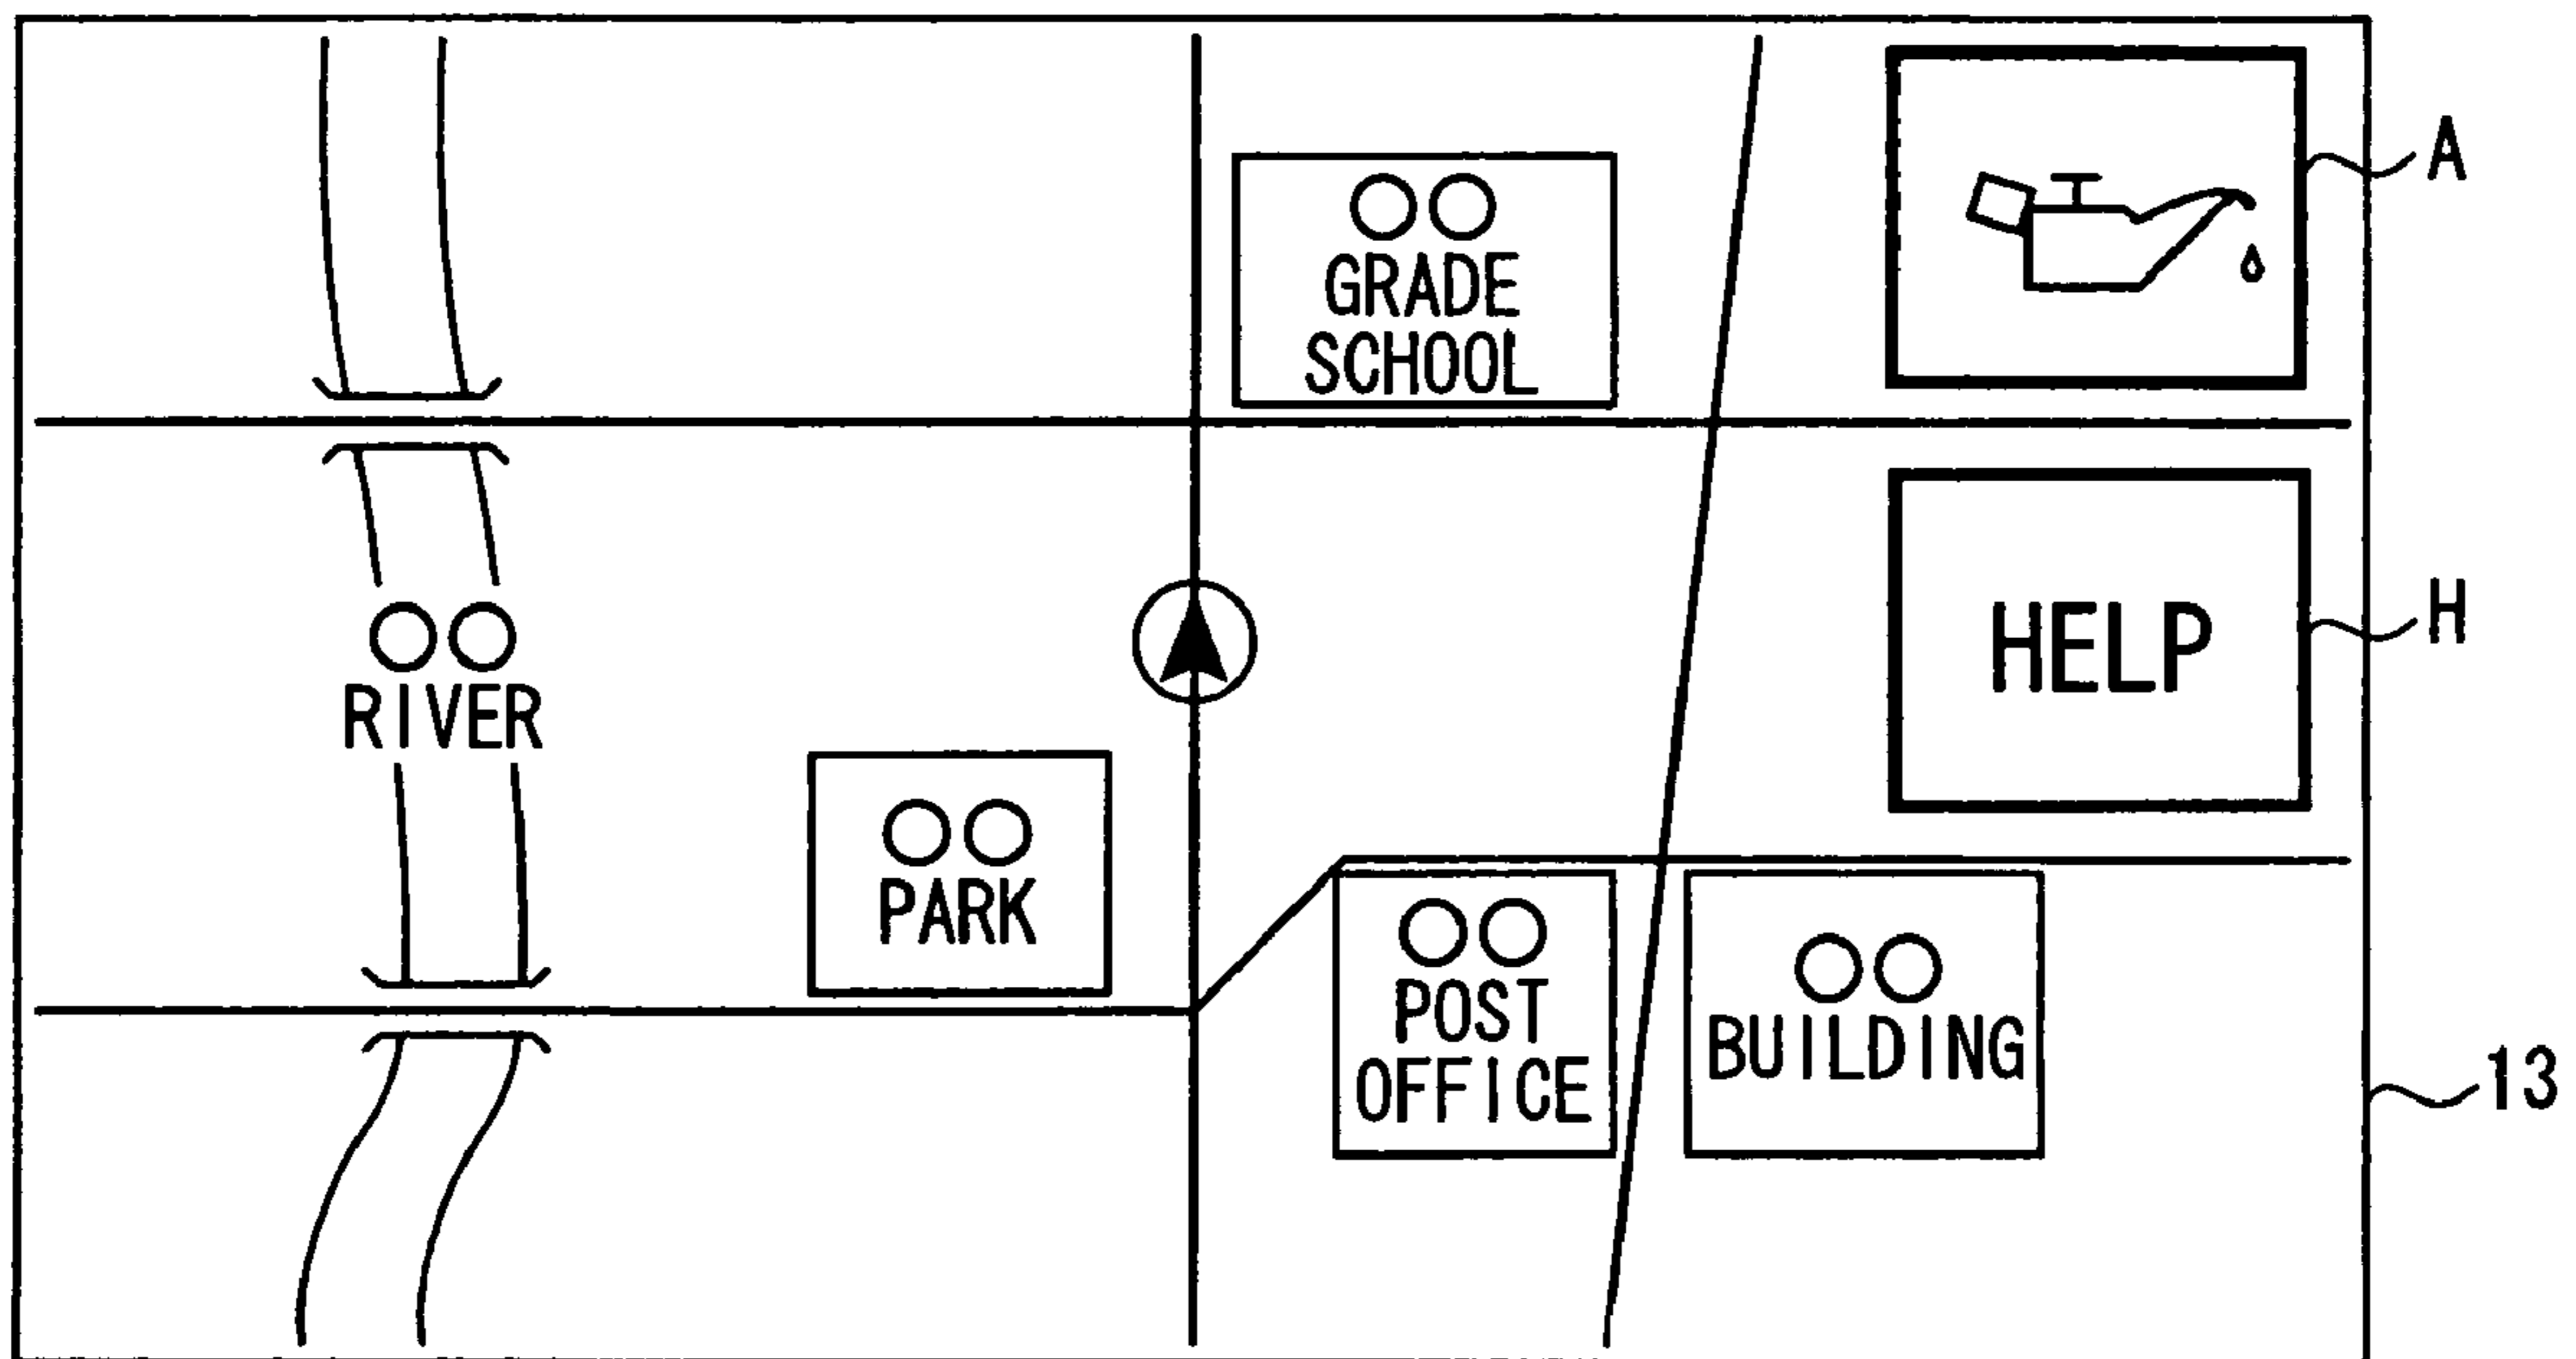 ○○
GRADE
SCHOOL
A
○○
RIVER
HELP
H
○○
PARK
○○
POST
OFFICE
○○
BUILDING
13